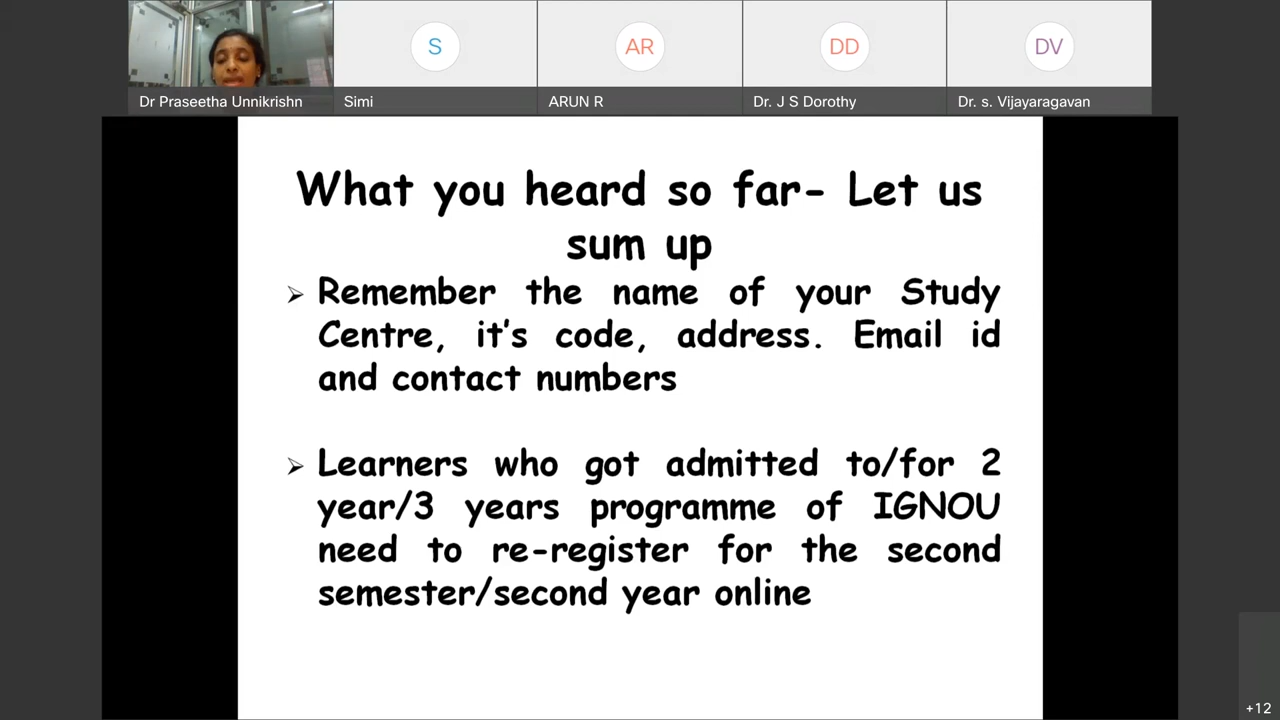 S
AR
DD
DV
Dr Praseetha Unnikrishn
Simi
ARUN R
Dr. J S Dorothy
Dr. s. Vijayaragavan
What you heard so far- Let us
sum up
➢ Remember the name of your Study
Centre, it's code, address. Email id
and contact numbers
➢ Learners who got admitted to/for 2
year/3 years programme of IGNOU
need to re-register for the second
semester/second year online
+12